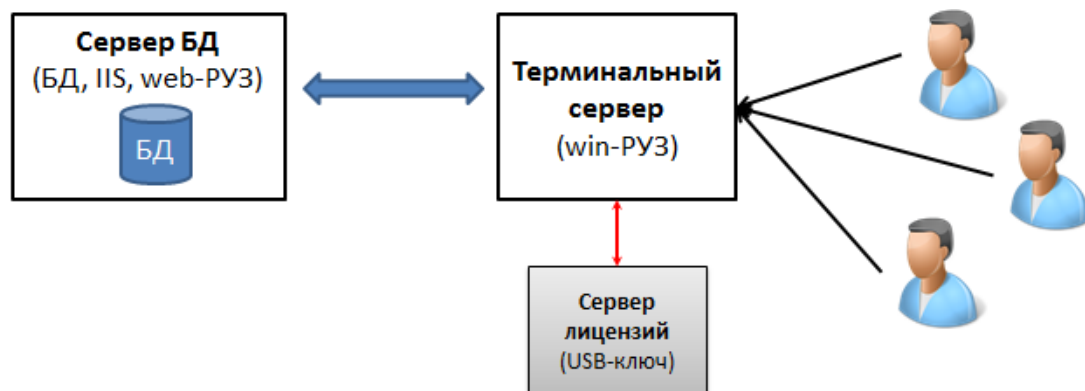 Сервер БД
(БД, IIS, web-РУЗ)
БД
Терминальный
сервер
(win-РУЗ)
Сервер
лицензий
(USB-ключ)